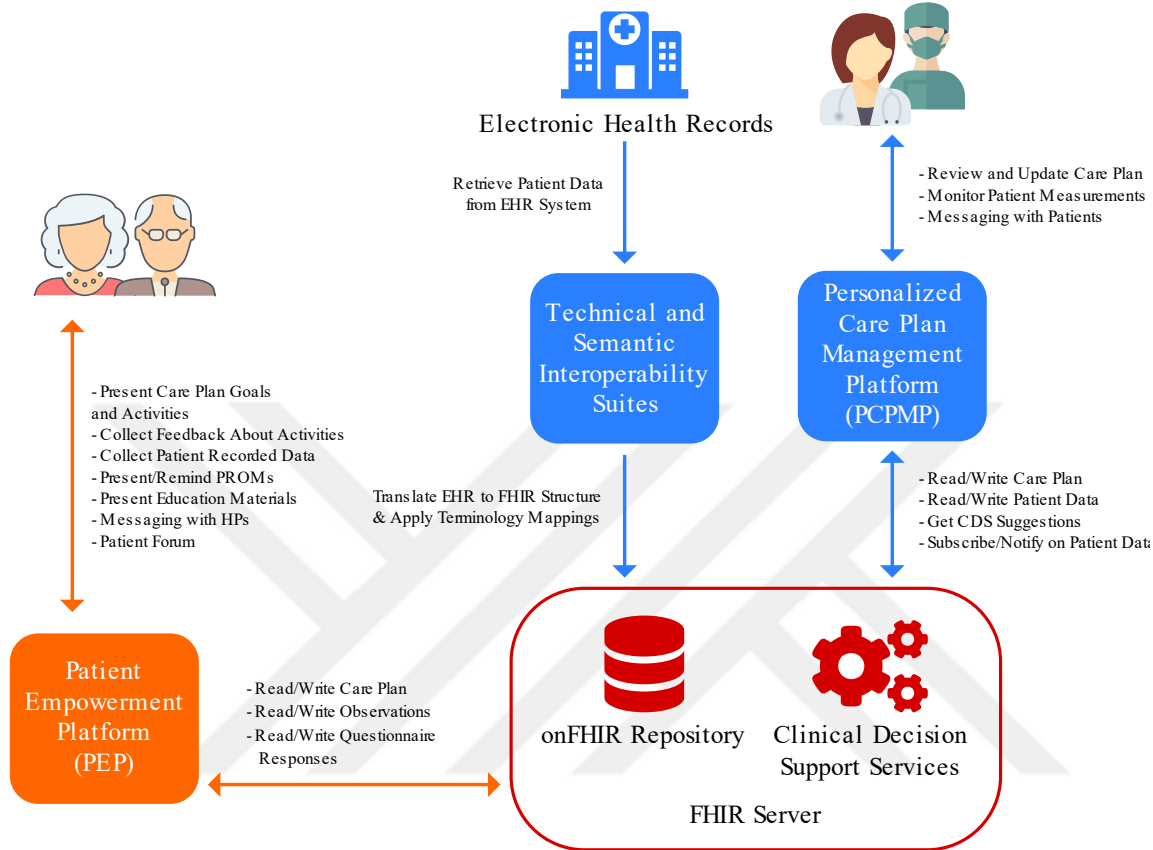 Electronic Health Records
Retrieve Patient Data
from EHR System
- Review and Update Care Plan
- Monitor Patient Measurements
- Messaging with Patients
Technical and
Semantic
Interoperability
Suites
Personalized
Care Plan
Management
Platform
(PCPMP)
- Present Care Plan Goals
and Activities
- Collect Feedback About Activities
- Collect Patient Recorded Data
- Present/Remind PROMs
- Present Education Materials
- Messaging with HPs
- Patient Forum
Translate EHR to FHIR Structure
& Apply Terminology Mappings
- Read/Write Care Plan
- Read/Write Patient Data
- Get CDS Suggestions
- Subscribe/Notify on Patient Data
Patient
Empowerment
Platform
(PEP)
- Read/Write Care Plan
- Read/Write Observations
- Read/Write Questionnaire
Responses
onFHIR Repository
Clinical Decision
Support Services
FHIR Server